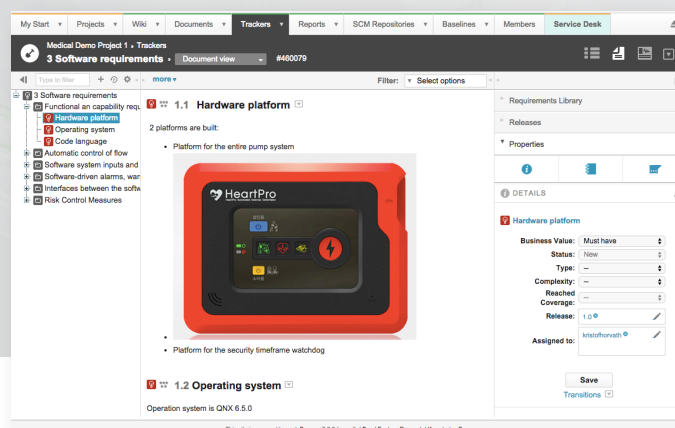 My Start Projects Wiki Documents Trackers Reports SCM Repositories Baselines Members Service Desk
Medical Demo Project 1 Trackers
3 Software requirements Document view #460079
Type to filter more Filter: Select options
3 Software requirements
Functional an capability requ
Hardware platform
Operating system
Code language
Automatic control of flow
Software system inputs and
Software-driven alarms, war
Interfaces between the softw
Risk Control Measures
1.1 Hardware platform
2 platforms are built:
• Platform for the entire pump system
HeartPro
• Platform for the security timeframe watchdog
1.2 Operating system
Operation system is QNX 6.5.0
Requirements Library
Releases
Properties
DETAILS
Hardware platform
Business Value: Must have
Status: New
Type: --
Complexity: --
Reached
Coverage: --
Release: 1.0
Assigned to: kristofhorvath
Save
Transitions